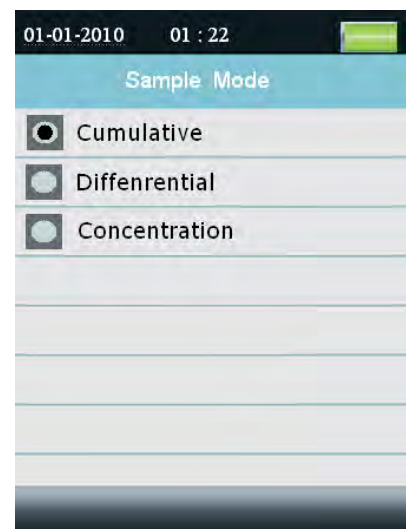 01-01-2010 01 : 22
Sample Mode
Cumulative
Diffenrential
Concentration